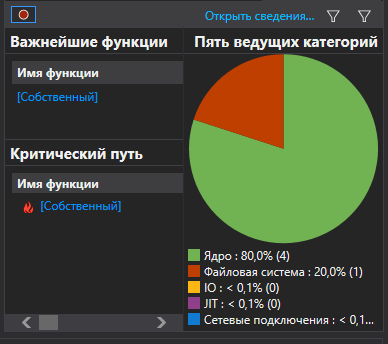 Открыть сведения...
Важнейшие функции
Имя функции
[Собственный]
Критический путь
Имя функции
[Собственный]
Пять ведущих категорий
Ядро : 80,0% (4)
Файловая система : 20,0% (1)
IO : < 0,1% (0)
JIT : < 0,1% (0)
Сетевые подключения : < 0,1...